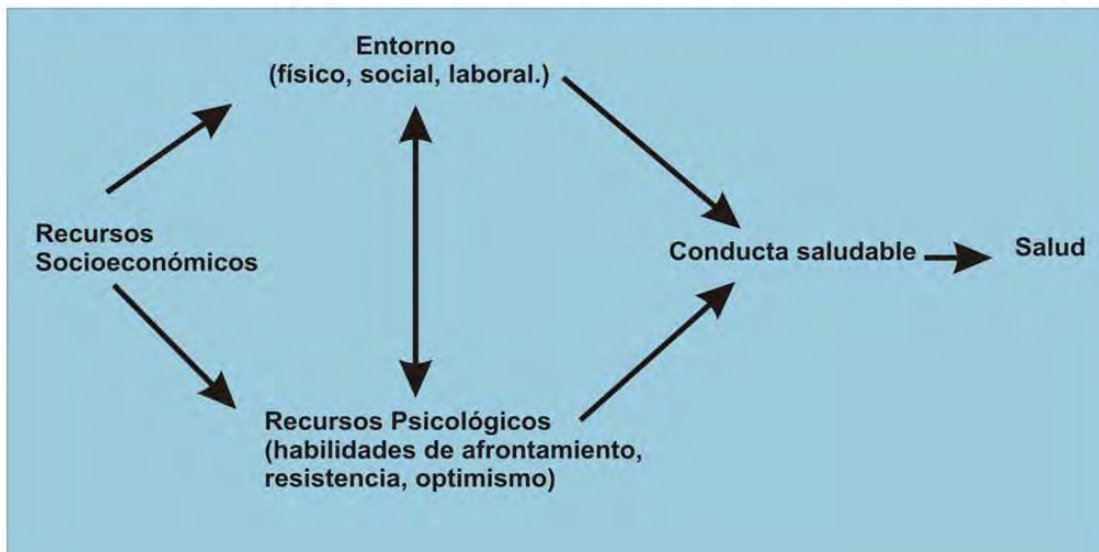 Entorno
(físico, social, laboral.)
Recursos
Socioeconómicos
Conducta saludable
Salud
Recursos Psicológicos
(habilidades de afrontamiento,
resistencia, optimismo)